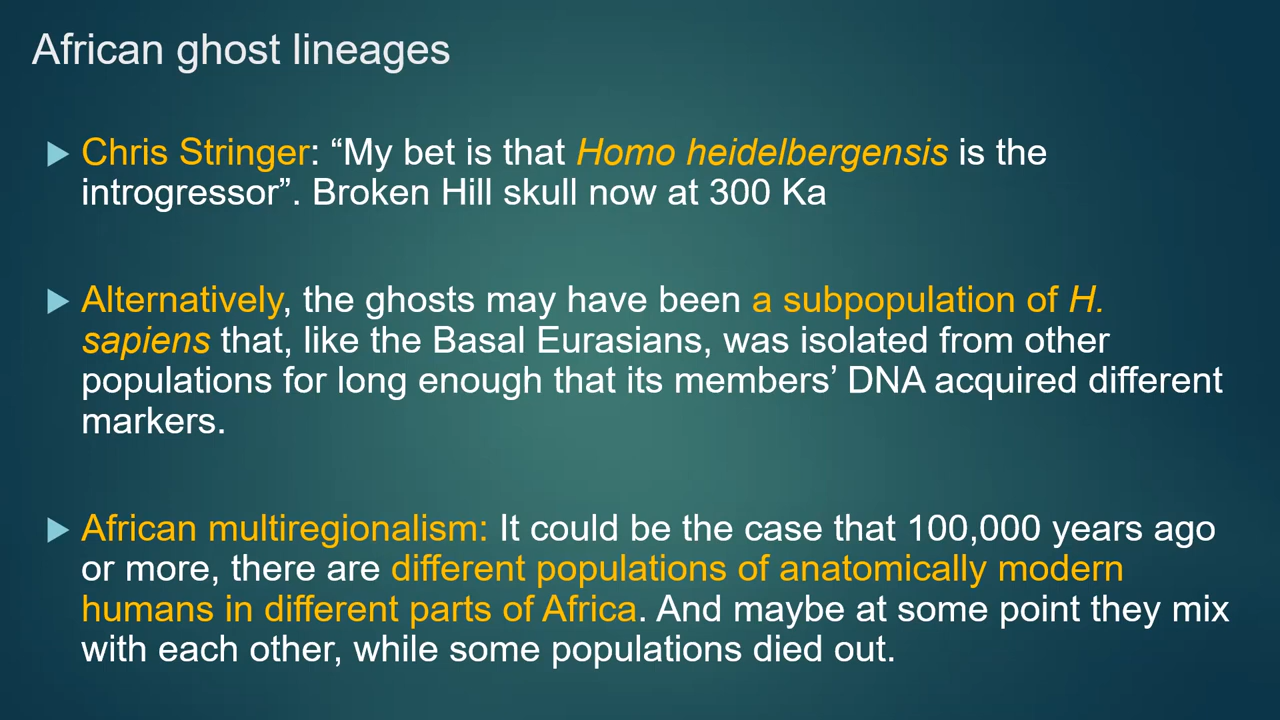 African ghost lineages
Chris Stringer: “My bet is that Homo heidelbergensis is the
introgressor”. Broken Hill skull now at 300 Ka
Alternatively, the ghosts may have been a subpopulation of H.
sapiens that, like the Basal Eurasians, was isolated from other
populations for long enough that its members’ DNA acquired different
markers.
African multiregionalism: It could be the case that 100,000 years ago
or more, there are different populations of anatomically modern
humans in different parts of Africa. And maybe at some point they mix
with each other, while some populations died out.